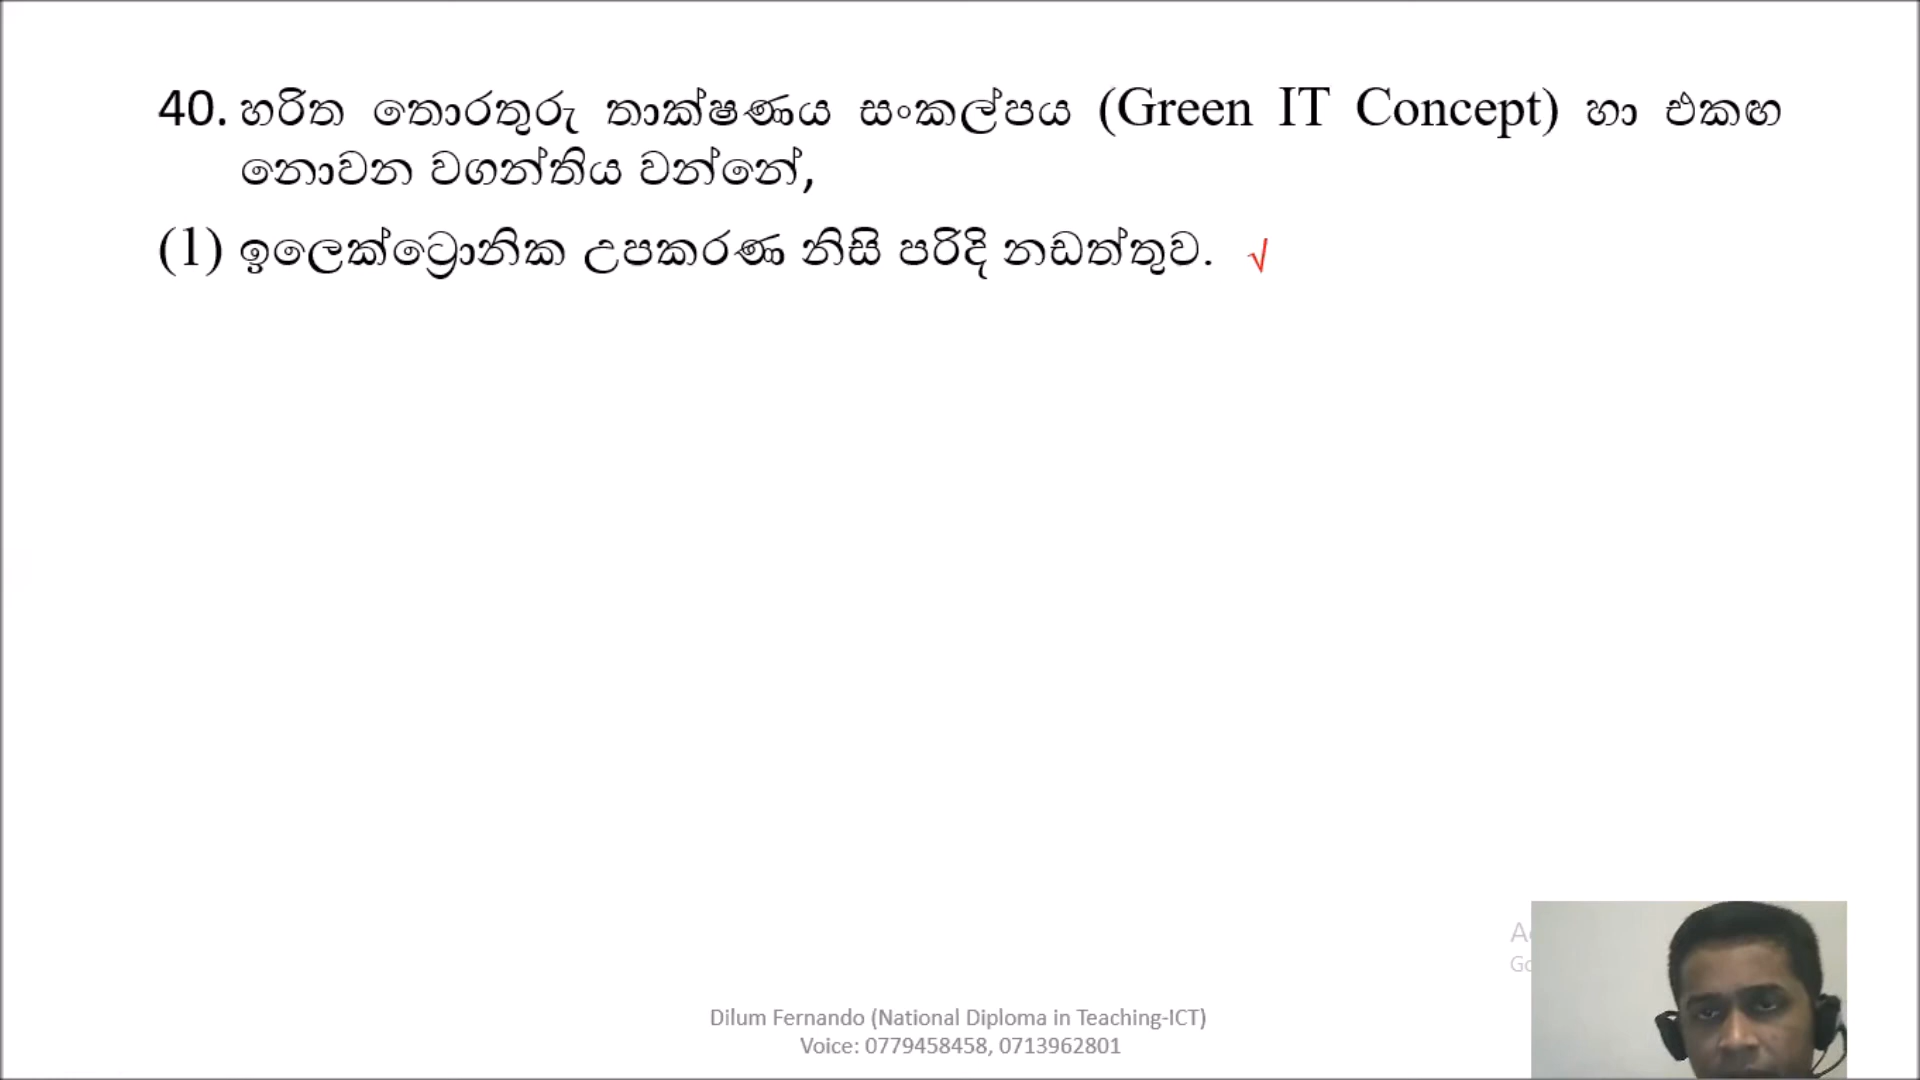 40. හරිත තොරතුරු තාක්ෂණය සංකල්පය (Green IT Concept) හා එකඟ
නොවන වගන්තිය වන්නේ,
(1) ඉලෙක්ට්‍රොනික උපකරණ නිසි පරිදි නඩත්තුව. √
Dilum Fernando (National Diploma in Teaching-ICT)
Voice: 0779458458, 0713962801